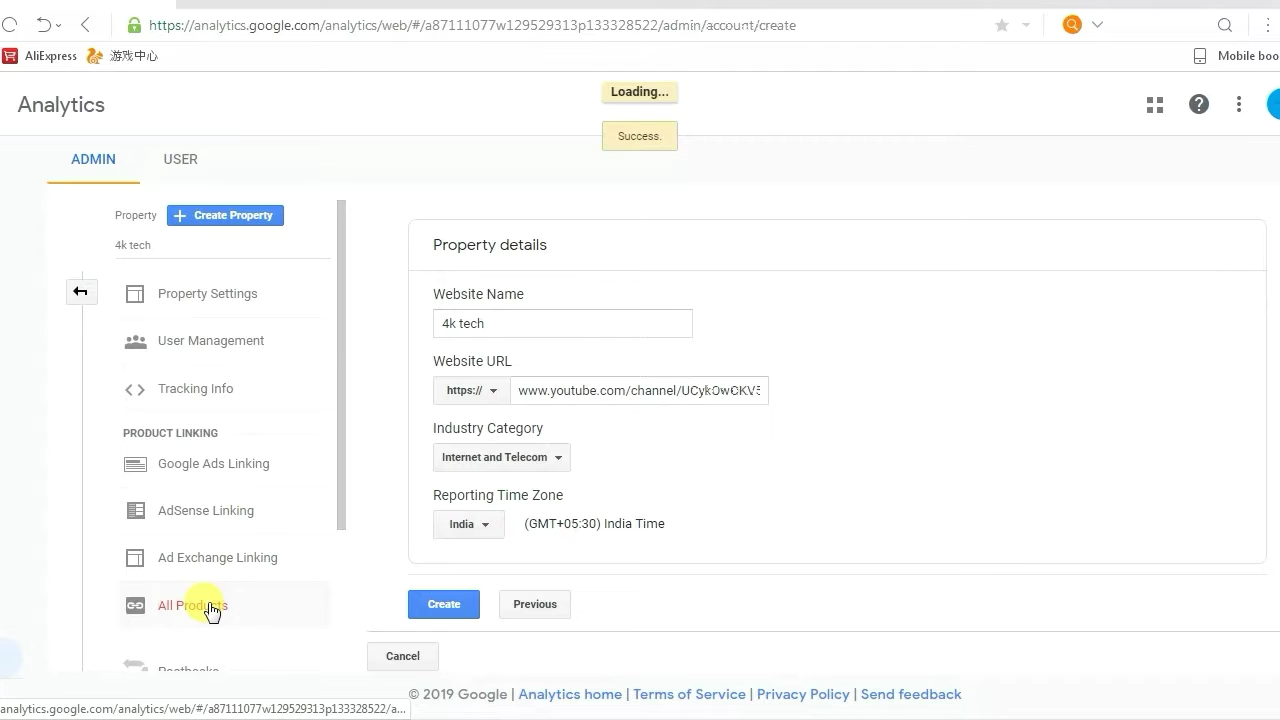 https://analytics.google.com/analytics/web/#/a87111077w129529313p133328522/admin/account/create
AliExpress 游戏中心 Mobile boo
Analytics
Loading...
Success.
ADMIN USER
Property Create Property
4k tech
Property Settings
User Management
Tracking Info
PRODUCT LINKING
Google Ads Linking
AdSense Linking
Ad Exchange Linking
All Products
Postbacks
Property details
Website Name
4k tech
Website URL
https:// www.youtube.com/channel/
Industry Category
Internet and Telecom
Reporting Time Zone
India (GMT+05:30) India Time
Create Previous
Cancel
© 2019 Google | Analytics home | Terms of Service | Privacy Policy | Send feedback
analytics.google.com/analytics/web/#/a87111077w129529313p133328522/a...